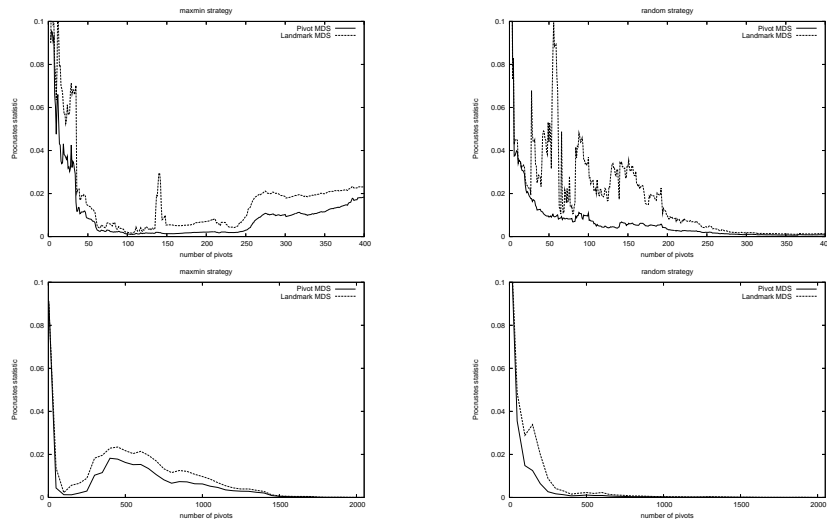 maxmin strategy
0.1
0.08
0.06
0.04
0.02
0
Procrustes statistic
Pivot MDS
Landmark MDS
0 50 100 150 200 250 300 350 400
number of pivots
random strategy
0.1
0.08
0.06
0.04
0.02
0
Procrustes statistic
Pivot MDS
Landmark MDS
0 50 100 150 200 250 300 350 400
number of pivots
maxmin strategy
0.1
0.08
0.06
0.04
0.02
0
Procrustes statistic
Pivot MDS
Landmark MDS
0 500 1000 1500 2000
number of pivots
random strategy
0.1
0.08
0.06
0.04
0.02
0
Procrustes statistic
Pivot MDS
Landmark MDS
0 500 1000 1500 2000
number of pivots